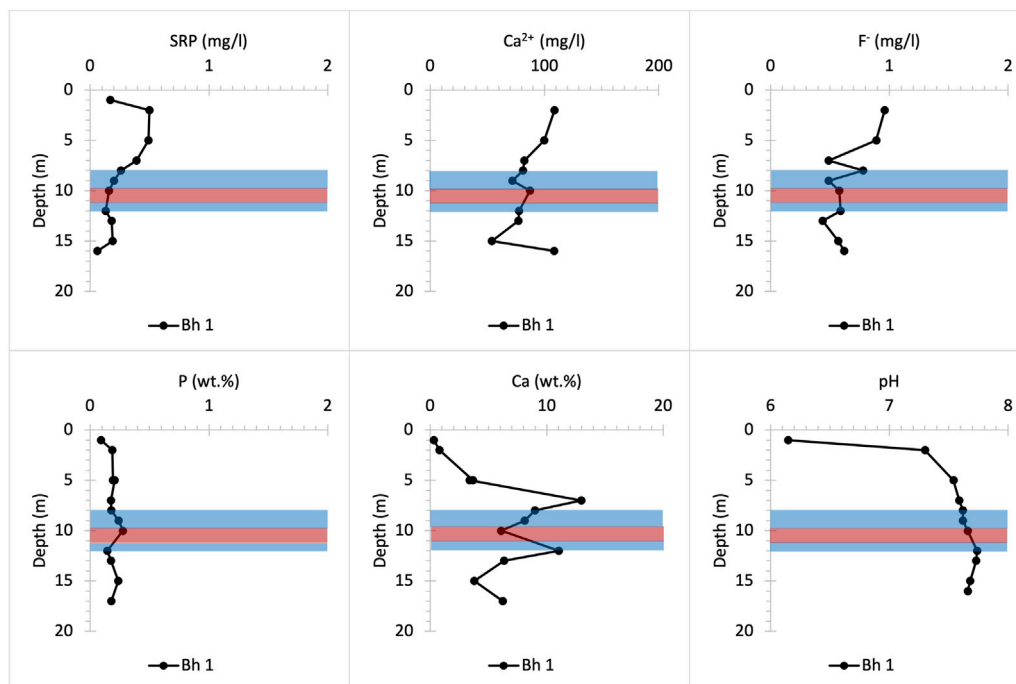 SRP (mg/l)
0 1 2
0
5
10
15
20
Depth (m)
Bh 1
Ca²⁺ (mg/l)
0 100 200
0
5
10
15
20
Depth (m)
Bh 1
F⁻ (mg/l)
0 1 2
0
5
10
15
20
Depth (m)
Bh 1
P (wt.%)
0 1 2
0
5
10
15
20
Depth (m)
Bh 1
Ca (wt.%)
0 10 20
0
5
10
15
20
Depth (m)
Bh 1
pH
6 7 8
0
5
10
15
20
Depth (m)
Bh 1